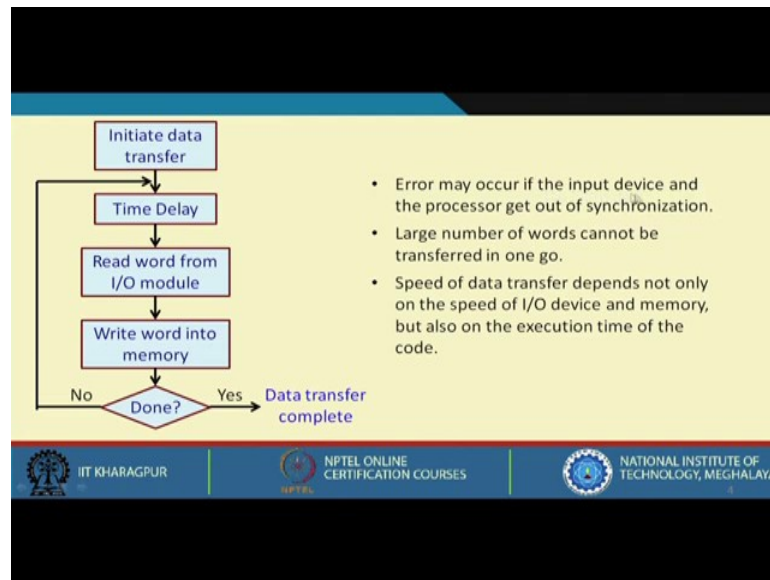 Initiate data
transfer
Time Delay
Read word from
I/O module
Write word into
memory
No
Done?
Yes
Data transfer
complete
• Error may occur if the input device and
the processor get out of synchronization.
• Large number of words cannot be
transferred in one go.
• Speed of data transfer depends not only
on the speed of I/O device and memory,
but also on the execution time of the
code.
IIT KHARAGPUR
NPTEL
NPTEL ONLINE
CERTIFICATION COURSES
NATIONAL INSTITUTE OF
TECHNOLOGY, MEGHALAYA
4